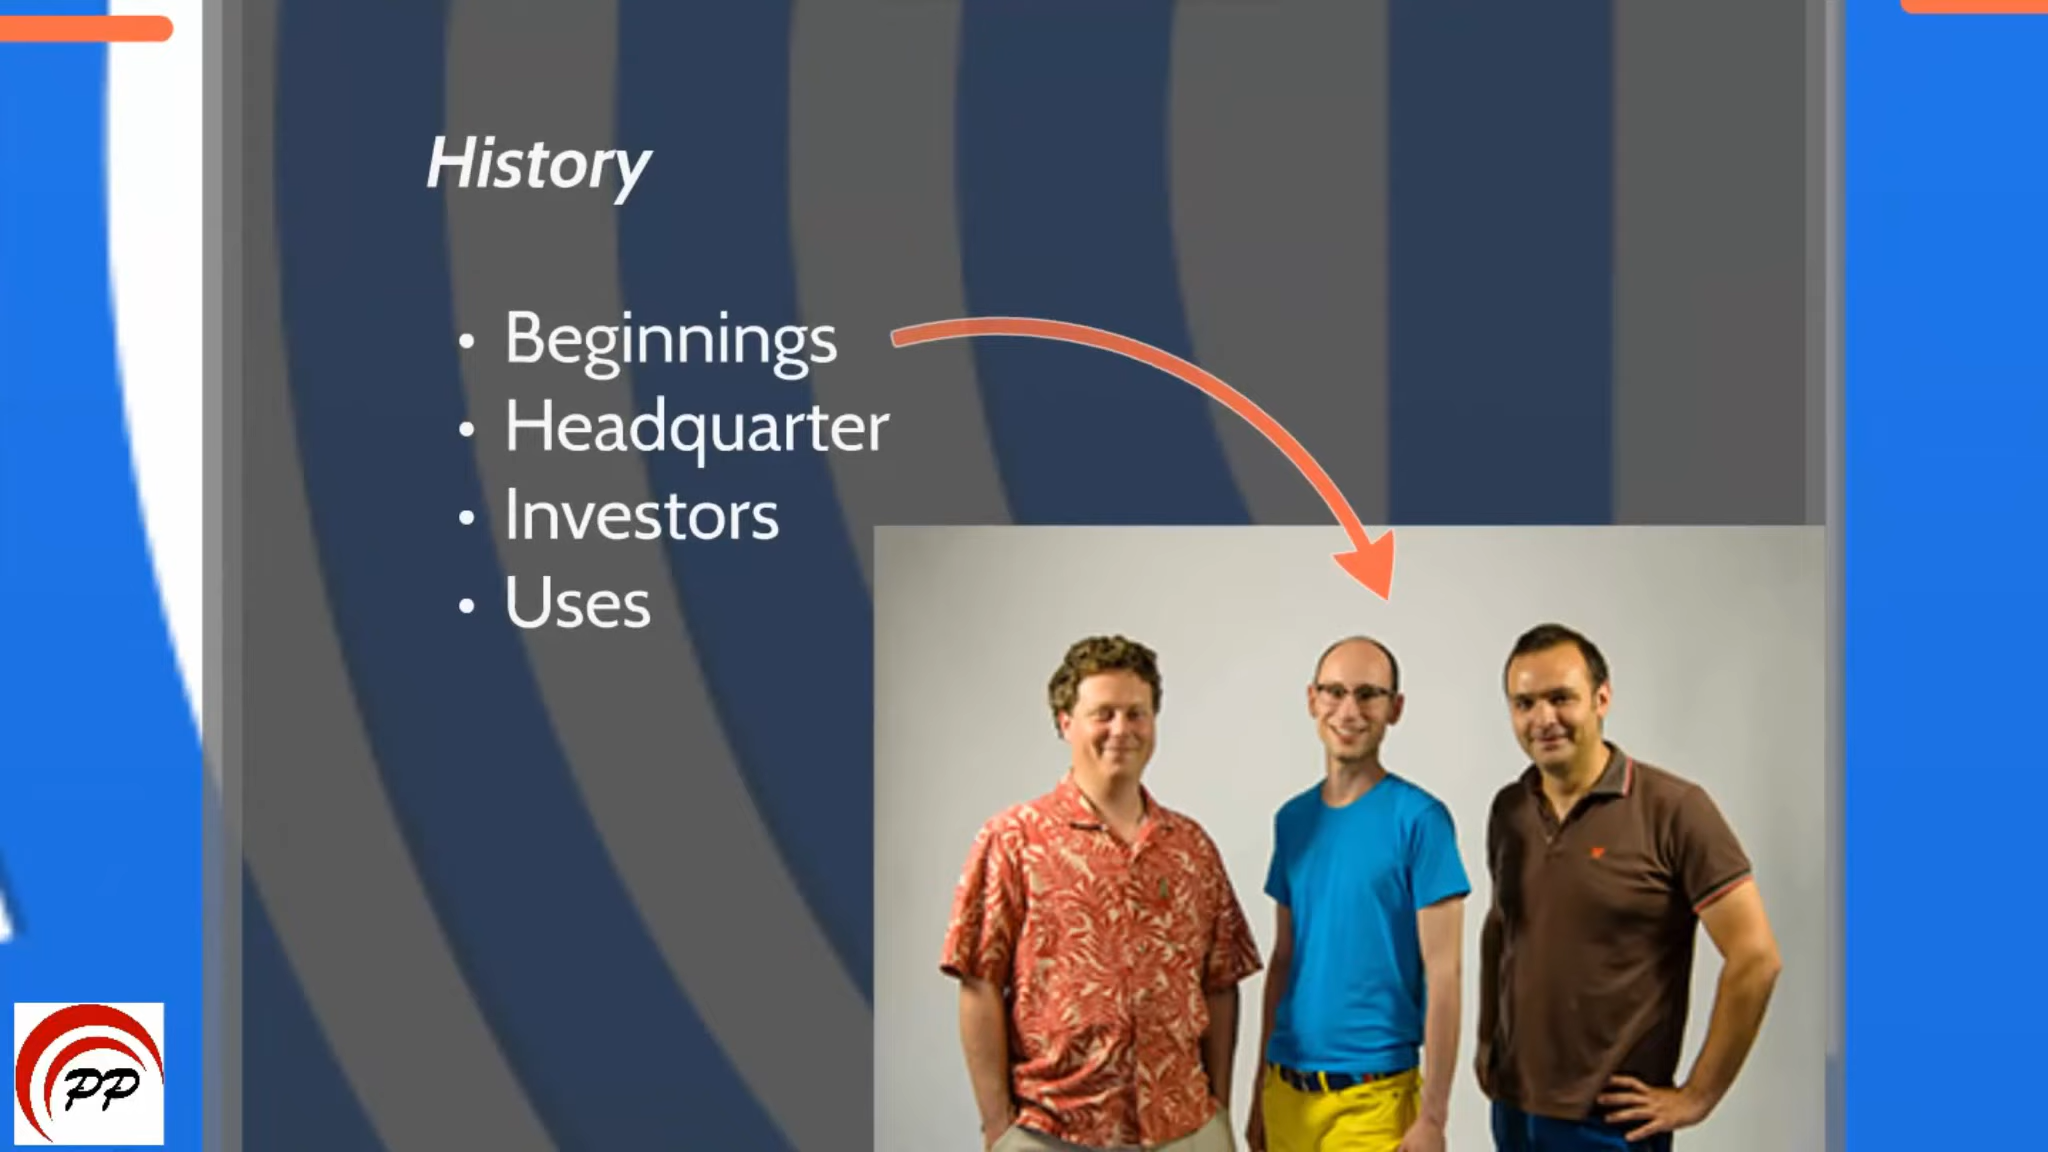 History
• Beginnings
• Headquarter
• Investors
• Uses
PP